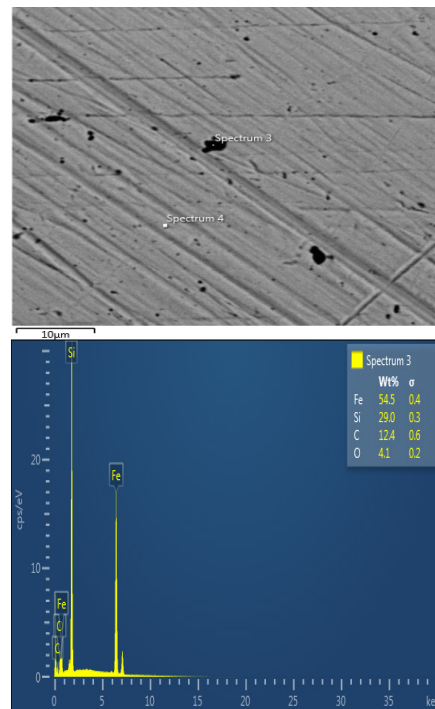 Spectrum 3
Spectrum 4
10μm
Spectrum 3
Wt% σ
Fe 54.5 0.4
Si 29.0 0.3
C 12.4 0.6
O 4.1 0.2
Si
Fe
Fe
C
C
cps/eV
20
10
0
0 5 10 15 20 25 30 35 ke